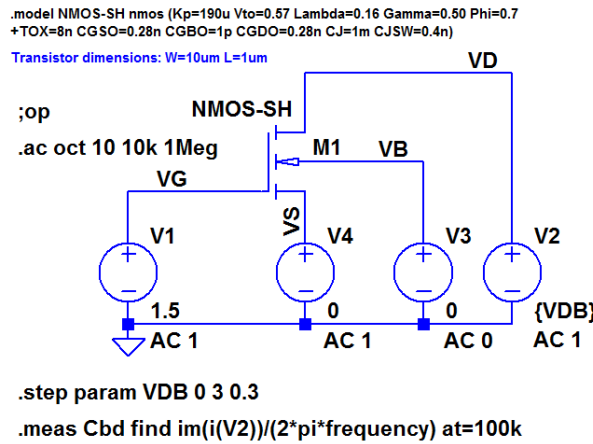 .model NMOS-SH nmos (Kp=190u Vto=0.57 Lambda=0.16 Gamma=0.50 Phi=0.7
+TOX=8n CGSO=0.28n CGBO=1p CGDO=0.28n CJ=1m CJSW=0.4n)
Transistor dimensions: W=10um L=1um
VD
;op
NMOS-SH
.ac oct 10 10k 1Meg
M1
VB
VG
VS
V1
V4
V3
V2
1.5
0
0
{VDB}
AC 1
AC 1
AC 0
AC 1
.step param VDB 0 3 0.3
.meas Cbd find im(i(V2))/(2*pi*frequency) at=100k